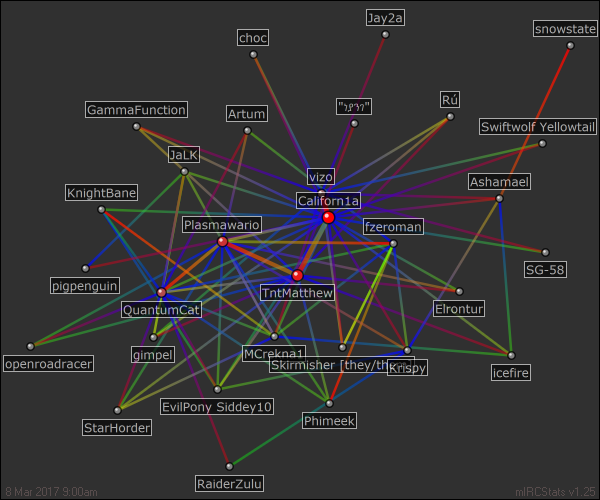 Jay2a
snowstate
choc
Rú
GammaFunction
Artum
Swiftwolf Yellowtail
JaLK
vizo
Ashamael
KnightBane
Californ1a
Plasmawario
fzeroman
SG-58
pigpenguin
TntMatthew
QuantumCat
Elrontur
gimpel
MCrekna1
openroadracer
Skirmisher [they/the
Krispy
icefire
EvilPony Siddey10
StarHorder
Phimeek
RaiderZulu
8 Mar 2017 9:00am
mIRCStats v1.25